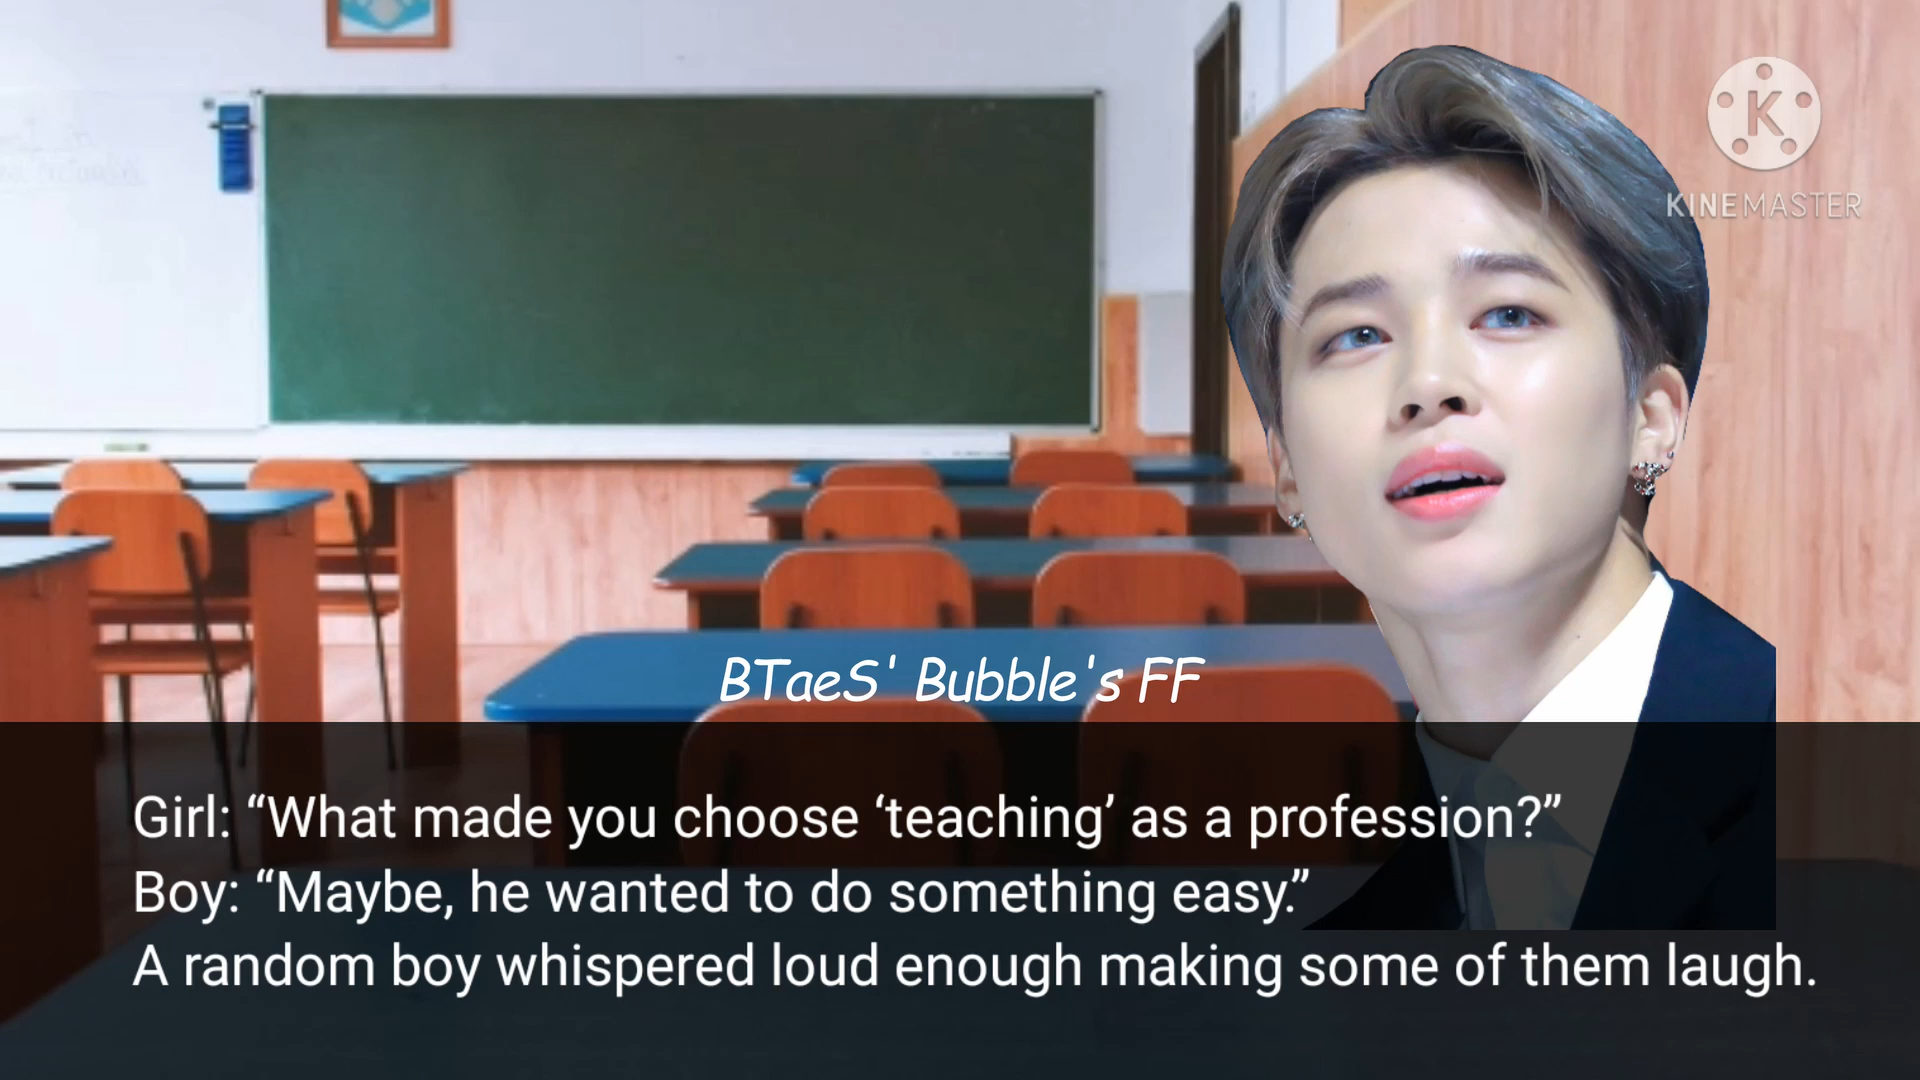 K
KINEMASTER
BTaeS' Bubble's FF
Girl: “What made you choose ‘teaching’ as a profession?”
Boy: “Maybe, he wanted to do something easy.”
A random boy whispered loud enough making some of them laugh.